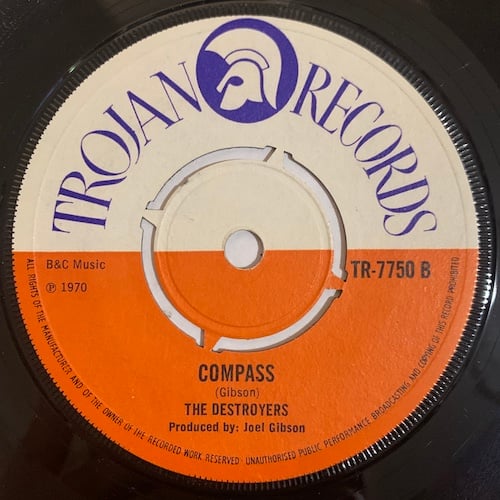 TROJAN RECORDS
B&C Music
℗ 1970
TR-7750 B
COMPASS
(Gibson)
THE DESTROYERS
Produced by: Joel Gibson
ALL RIGHTS OF THE MANUFACTURER AND OF THE OWNER OF THE RECORDED WORK RESERVED · UNAUTHORISED PUBLIC PERFORMANCE BROADCASTING AND COPYING OF THIS RECORD PROHIBITED